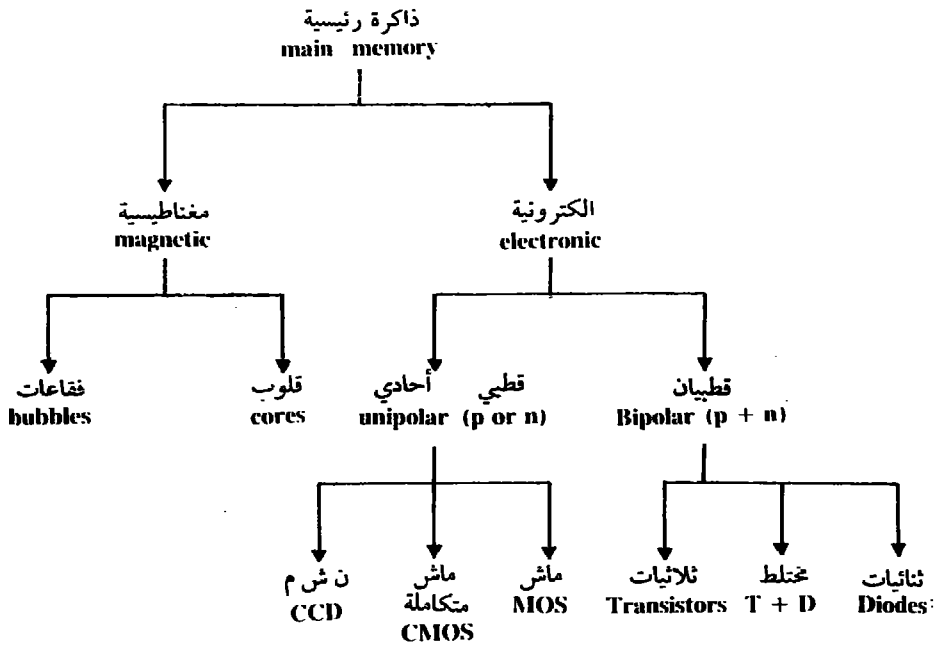 ذاكرة رئيسية
main memory
مغناطيسية
magnetic
الكترونية
electronic
فقاعات
bubbles
قلوب
cores
قطبي أحادي
unipolar (p or n)
قطبيان
Bipolar (p + n)
ن ش م
CCD
ماش
متكاملة
CMOS
ماش
MOS
ثلاثيات
Transistors
مختلط
T + D
ثنائيات
Diodes